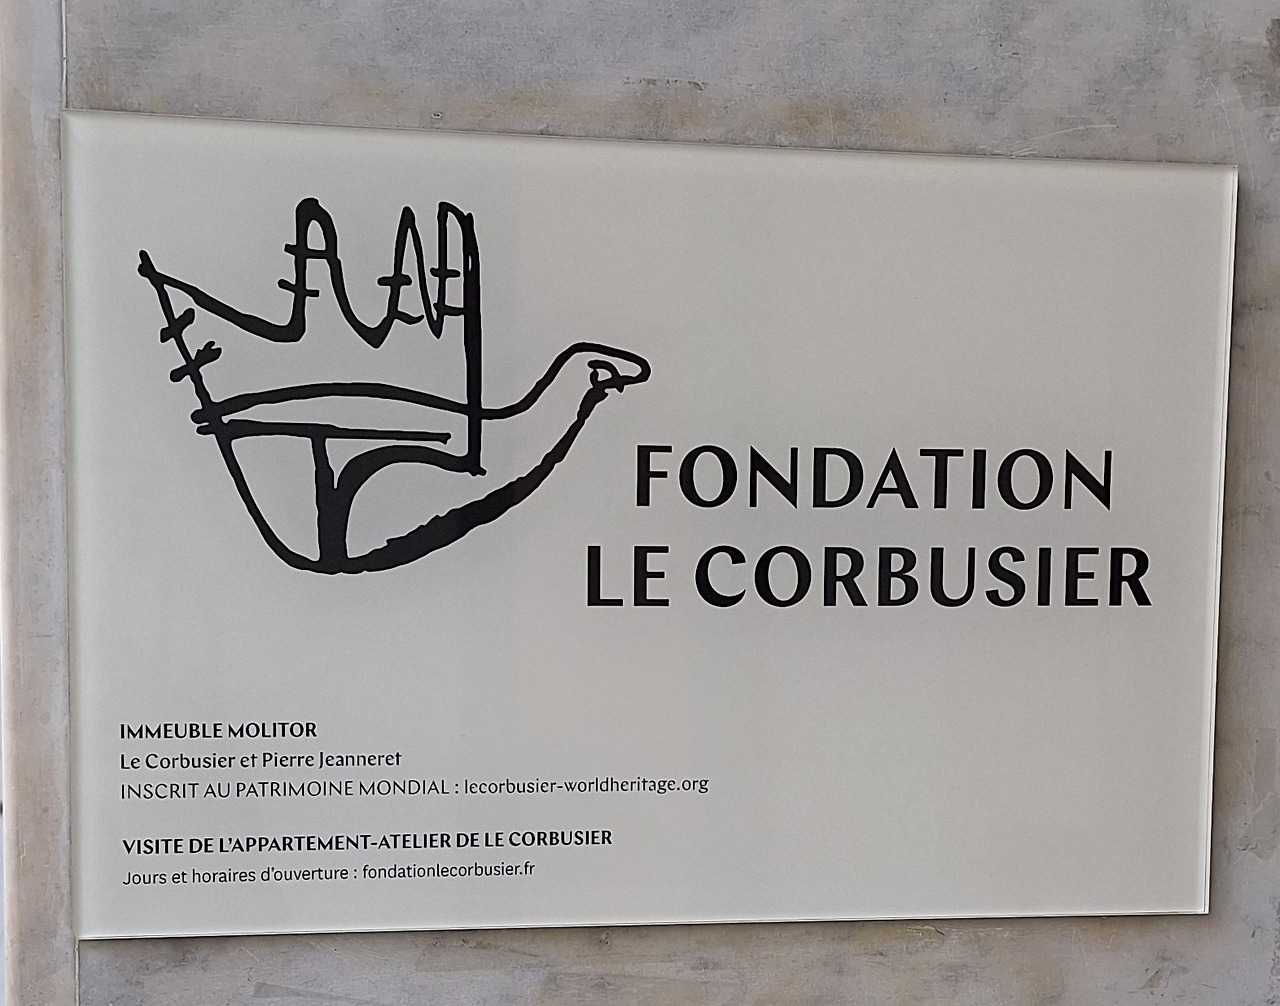 FONDATION
LE CORBUSIER
IMMEUBLE MOLITOR
Le Corbusier et Pierre Jeanneret
INSCRIT AU PATRIMOINE MONDIAL : lecorbusier-worldheritage.org
VISITE DE L’APPARTEMENT-ATELIER DE LE CORBUSIER
Jours et horaires d’ouverture : fondationlecorbusier.fr